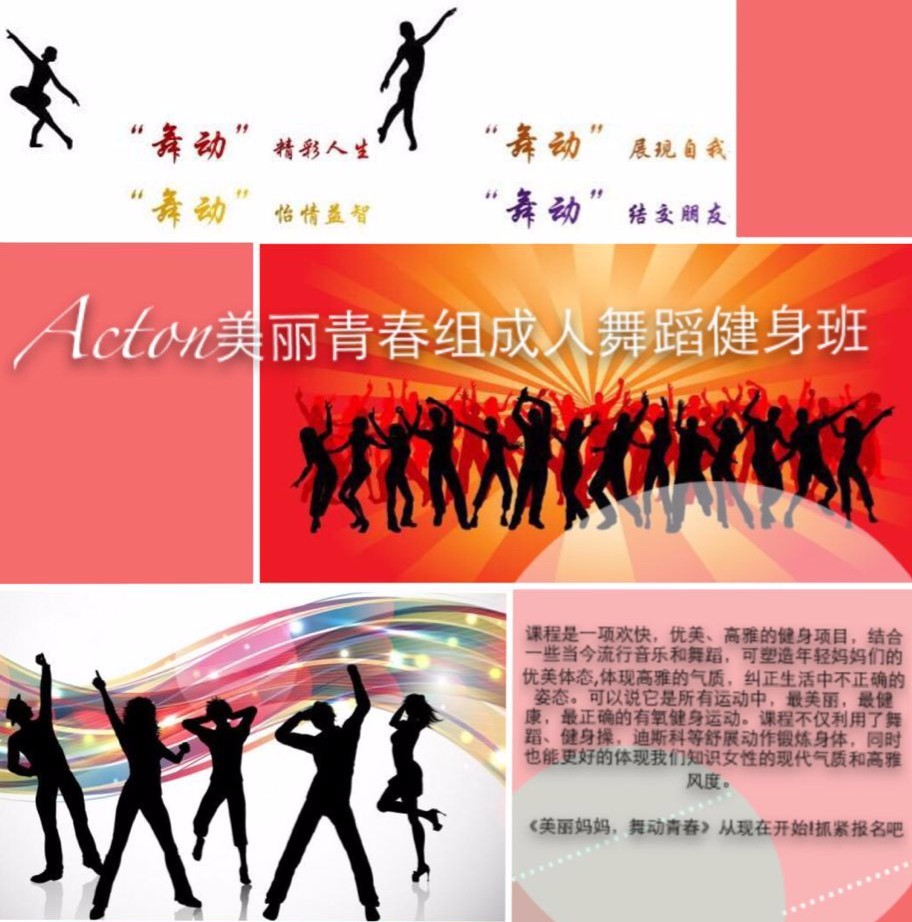 “舞动” 精彩人生 “舞动” 展现自我
“舞动” 怡情益智 “舞动” 结交朋友
Acton美丽青春组成人舞蹈健身班
课程是一项欢快，优美、高雅的健身项目，结合
一些当今流行音乐和舞蹈，可塑造年轻妈妈们的
优美体态,体现高雅的气质，纠正生活中不正确的
姿态。可以说它是所有运动中，最美丽，最健
康，最正确的有氧健身运动。课程不仅利用了舞
蹈、健身操，迪斯科等舒展动作锻炼身体，同时
也能更好的体现我们知识女性的现代气质和高雅
风度。
《美丽妈妈，舞动青春》从现在开始!抓紧报名吧